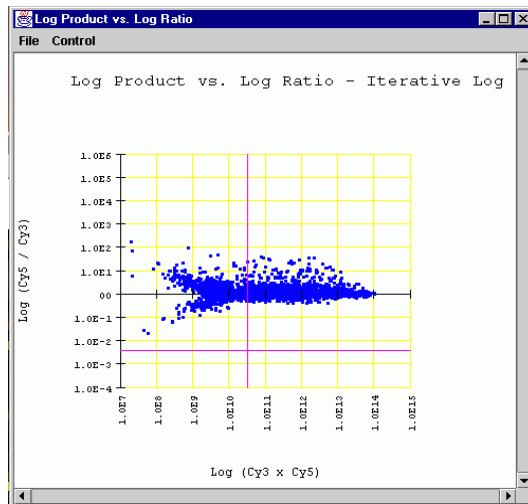 Log Product vs. Log Ratio
File Control
Log Product vs. Log Ratio - Iterative Log
1.0E6
1.0E5
1.0E4
1.0E3
1.0E2
1.0E1
00
1.0E-1
1.0E-2
1.0E-3
1.0E-4
Log (Cy5 / Cy3)
1.0E7
1.0E8
1.0E9
1.0E10
1.0E11
1.0E12
1.0E13
1.0E14
1.0E15
Log (Cy3 x Cy5)